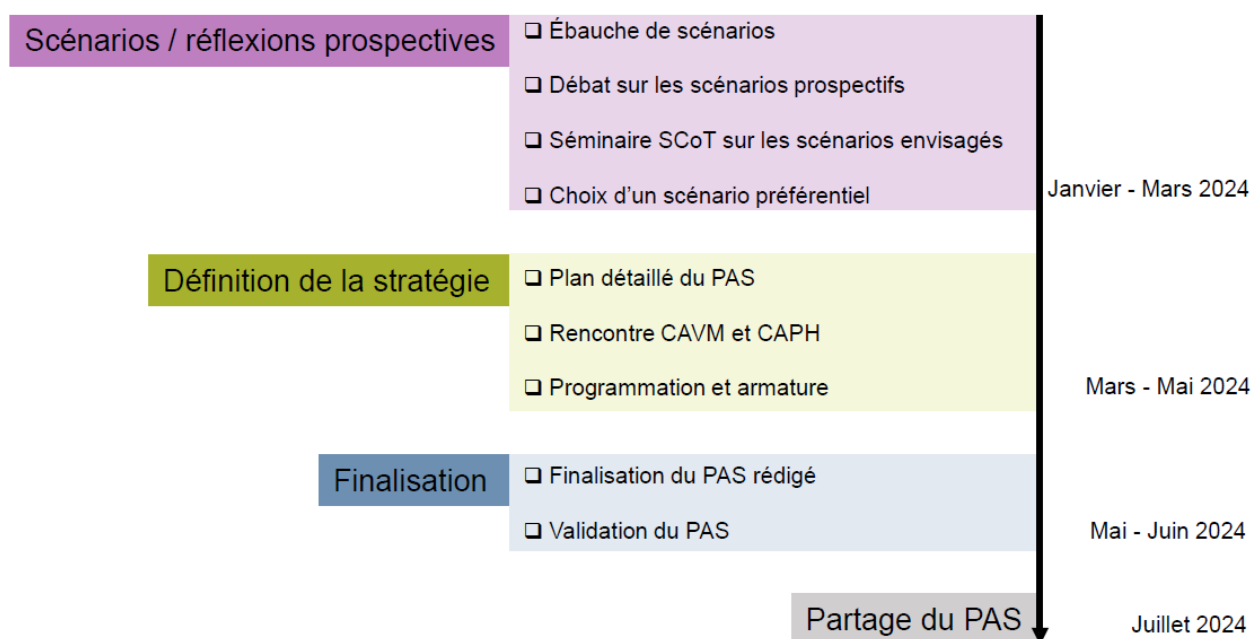 Scénarios / réflexions prospectives
❑ Ébauche de scénarios
❑ Débat sur les scénarios prospectifs
❑ Séminaire SCoT sur les scénarios envisagés
❑ Choix d’un scénario préférentiel
Janvier - Mars 2024
Définition de la stratégie
❑ Plan détaillé du PAS
❑ Rencontre CAVM et CAPH
❑ Programmation et armature
Mars - Mai 2024
Finalisation
❑ Finalisation du PAS rédigé
❑ Validation du PAS
Mai - Juin 2024
Partage du PAS
Juillet 2024